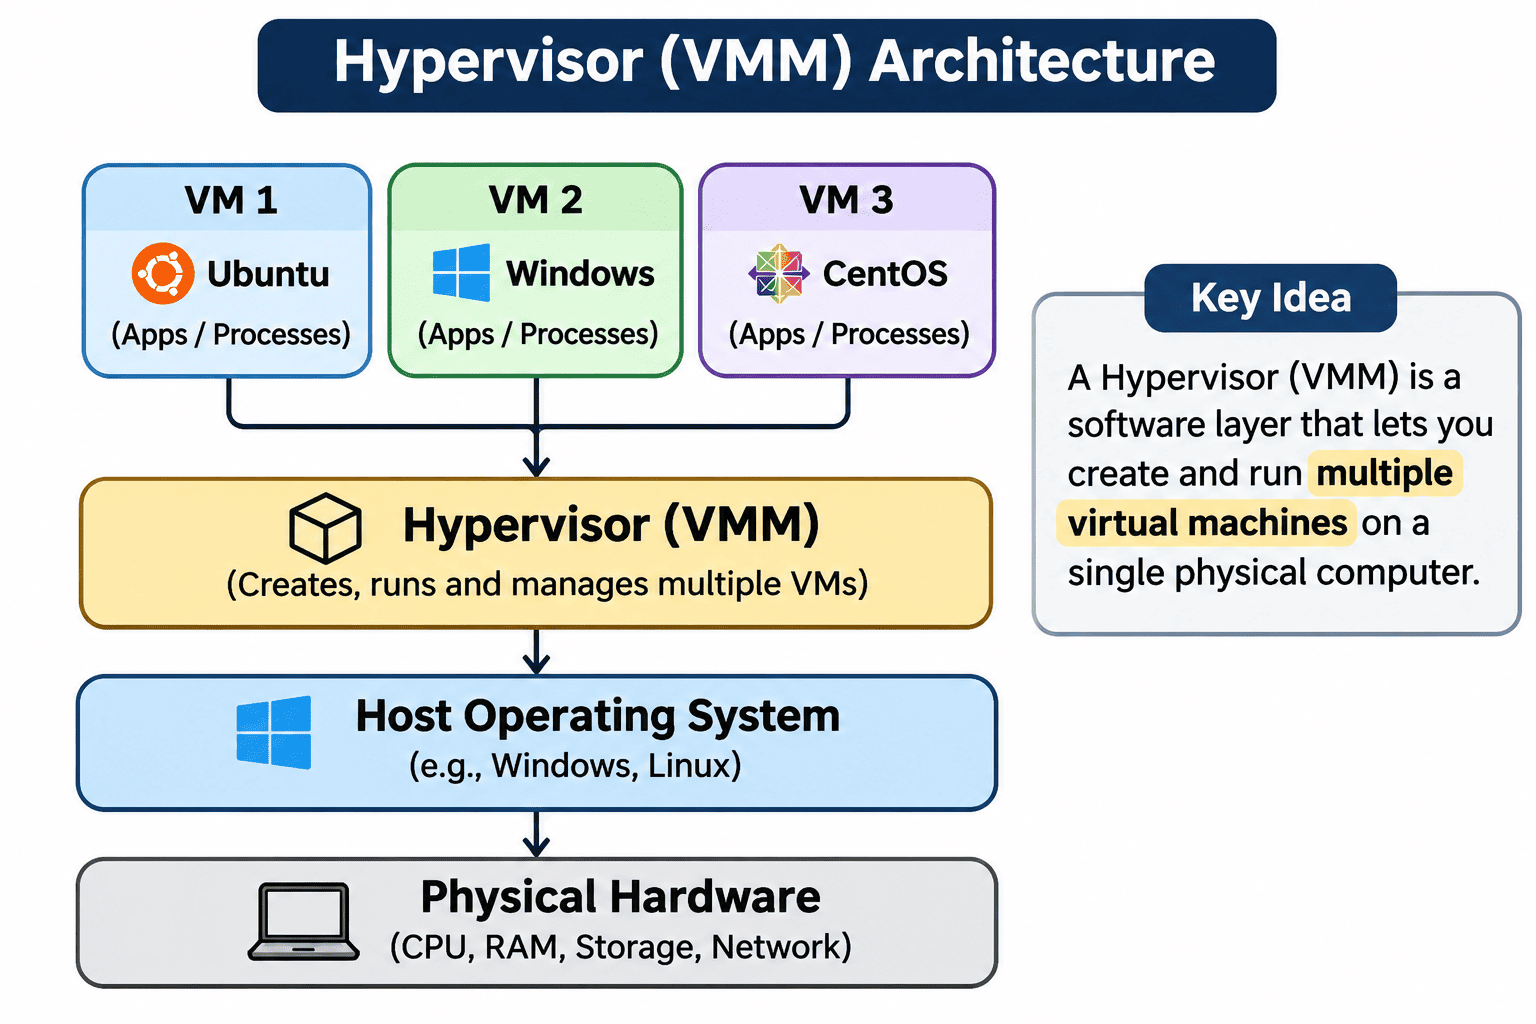 Hypervisor (VMM) Architecture
VM 1
Ubuntu
(Apps / Processes)
VM 2
Windows
(Apps / Processes)
VM 3
CentOS
(Apps / Processes)
Hypervisor (VMM)
(Creates, runs and manages multiple VMs)
Host Operating System
(e.g., Windows, Linux)
Physical Hardware
(CPU, RAM, Storage, Network)
Key Idea
A Hypervisor (VMM) is a
software layer that lets you
create and run multiple
virtual machines on a
single physical computer.